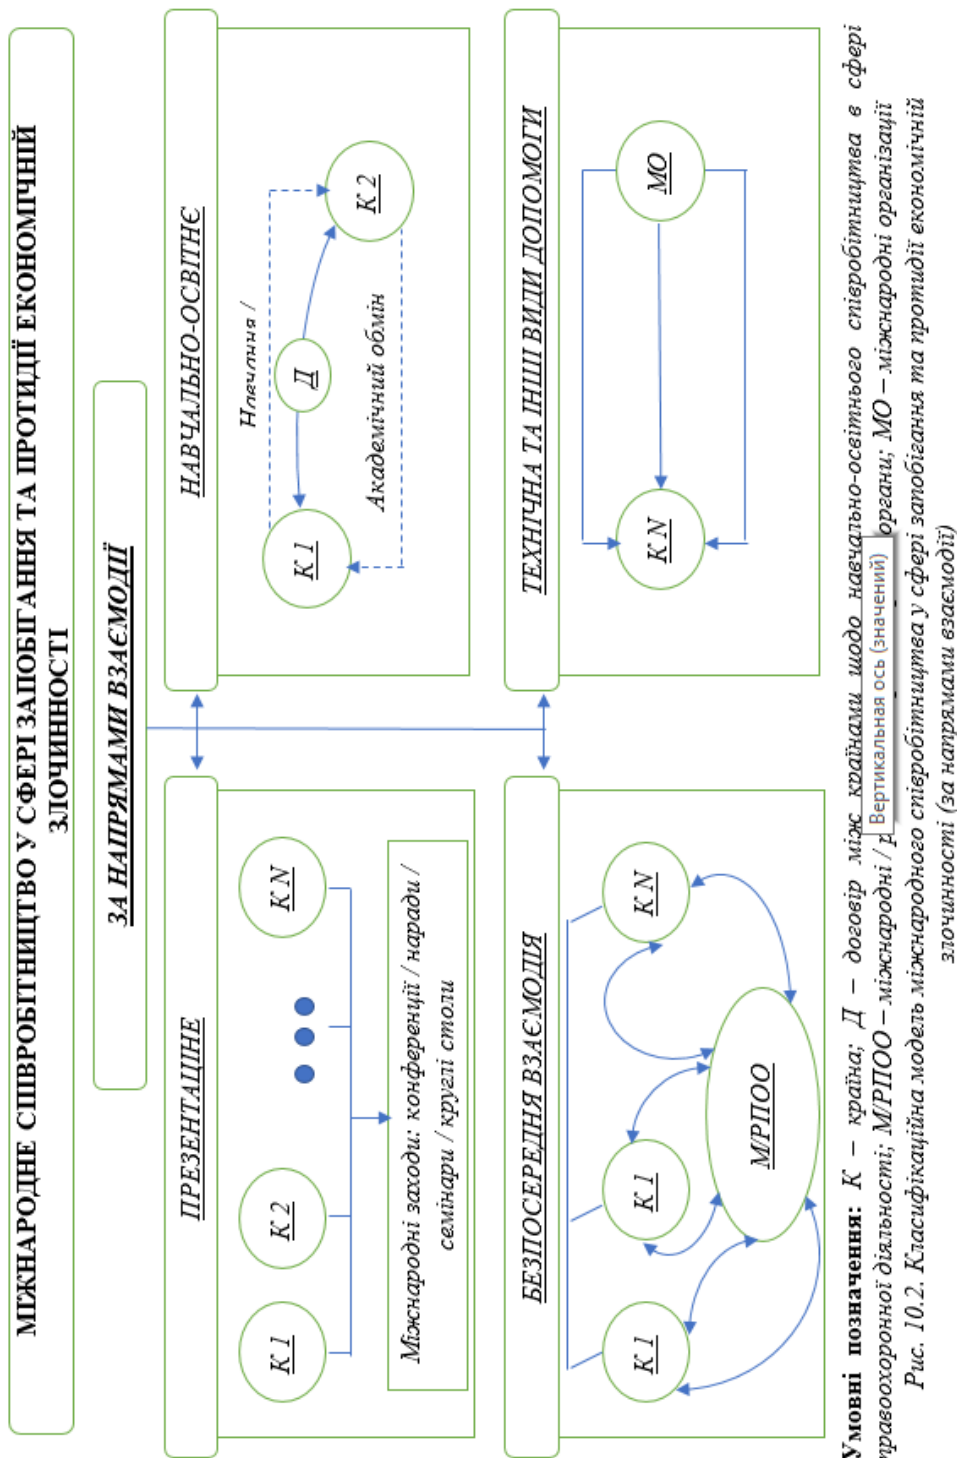 МІЖНАРОДНЕ СПІВРОБІТНИЦТВО У СФЕРІ ЗАПОБІГАННЯ ТА ПРОТИДІЇ ЕКОНОМІЧНІЙ
ЗЛОЧИННОСТІ
ЗА НАПРЯМАМИ ВЗАЄМОДІЇ
ПРЕЗЕНТАЦІНЕ
К 1
К 2
К N
Міжнародні заходи: конференції / наради /
семінари / круглі столи
НАВЧАЛЬНО-ОСВІТНЄ
/
К 1
Д
К 2
Академічний обмін
БЕЗПОСЕРЕДНЯ ВЗАЄМОДІЯ
К 1
К 1
К N
М/РПОО
ТЕХНІЧНА ТА ІНШІ ВИДИ ДОПОМОГИ
К N
МО
Умовні позначення: К – країна; Д – договір між країнами щодо навчально-освітнього співробітництва в сфері
правоохоронної діяльності; М/РПОО – міжнародні / органи; МО – міжнародні організації
Вертикальная ось (значений)
Рис. 10.2. Класифікаційна модель міжнародного співробітництва у сфері запобігання та протидії економічній
злочинності (за напрямами взаємодії)